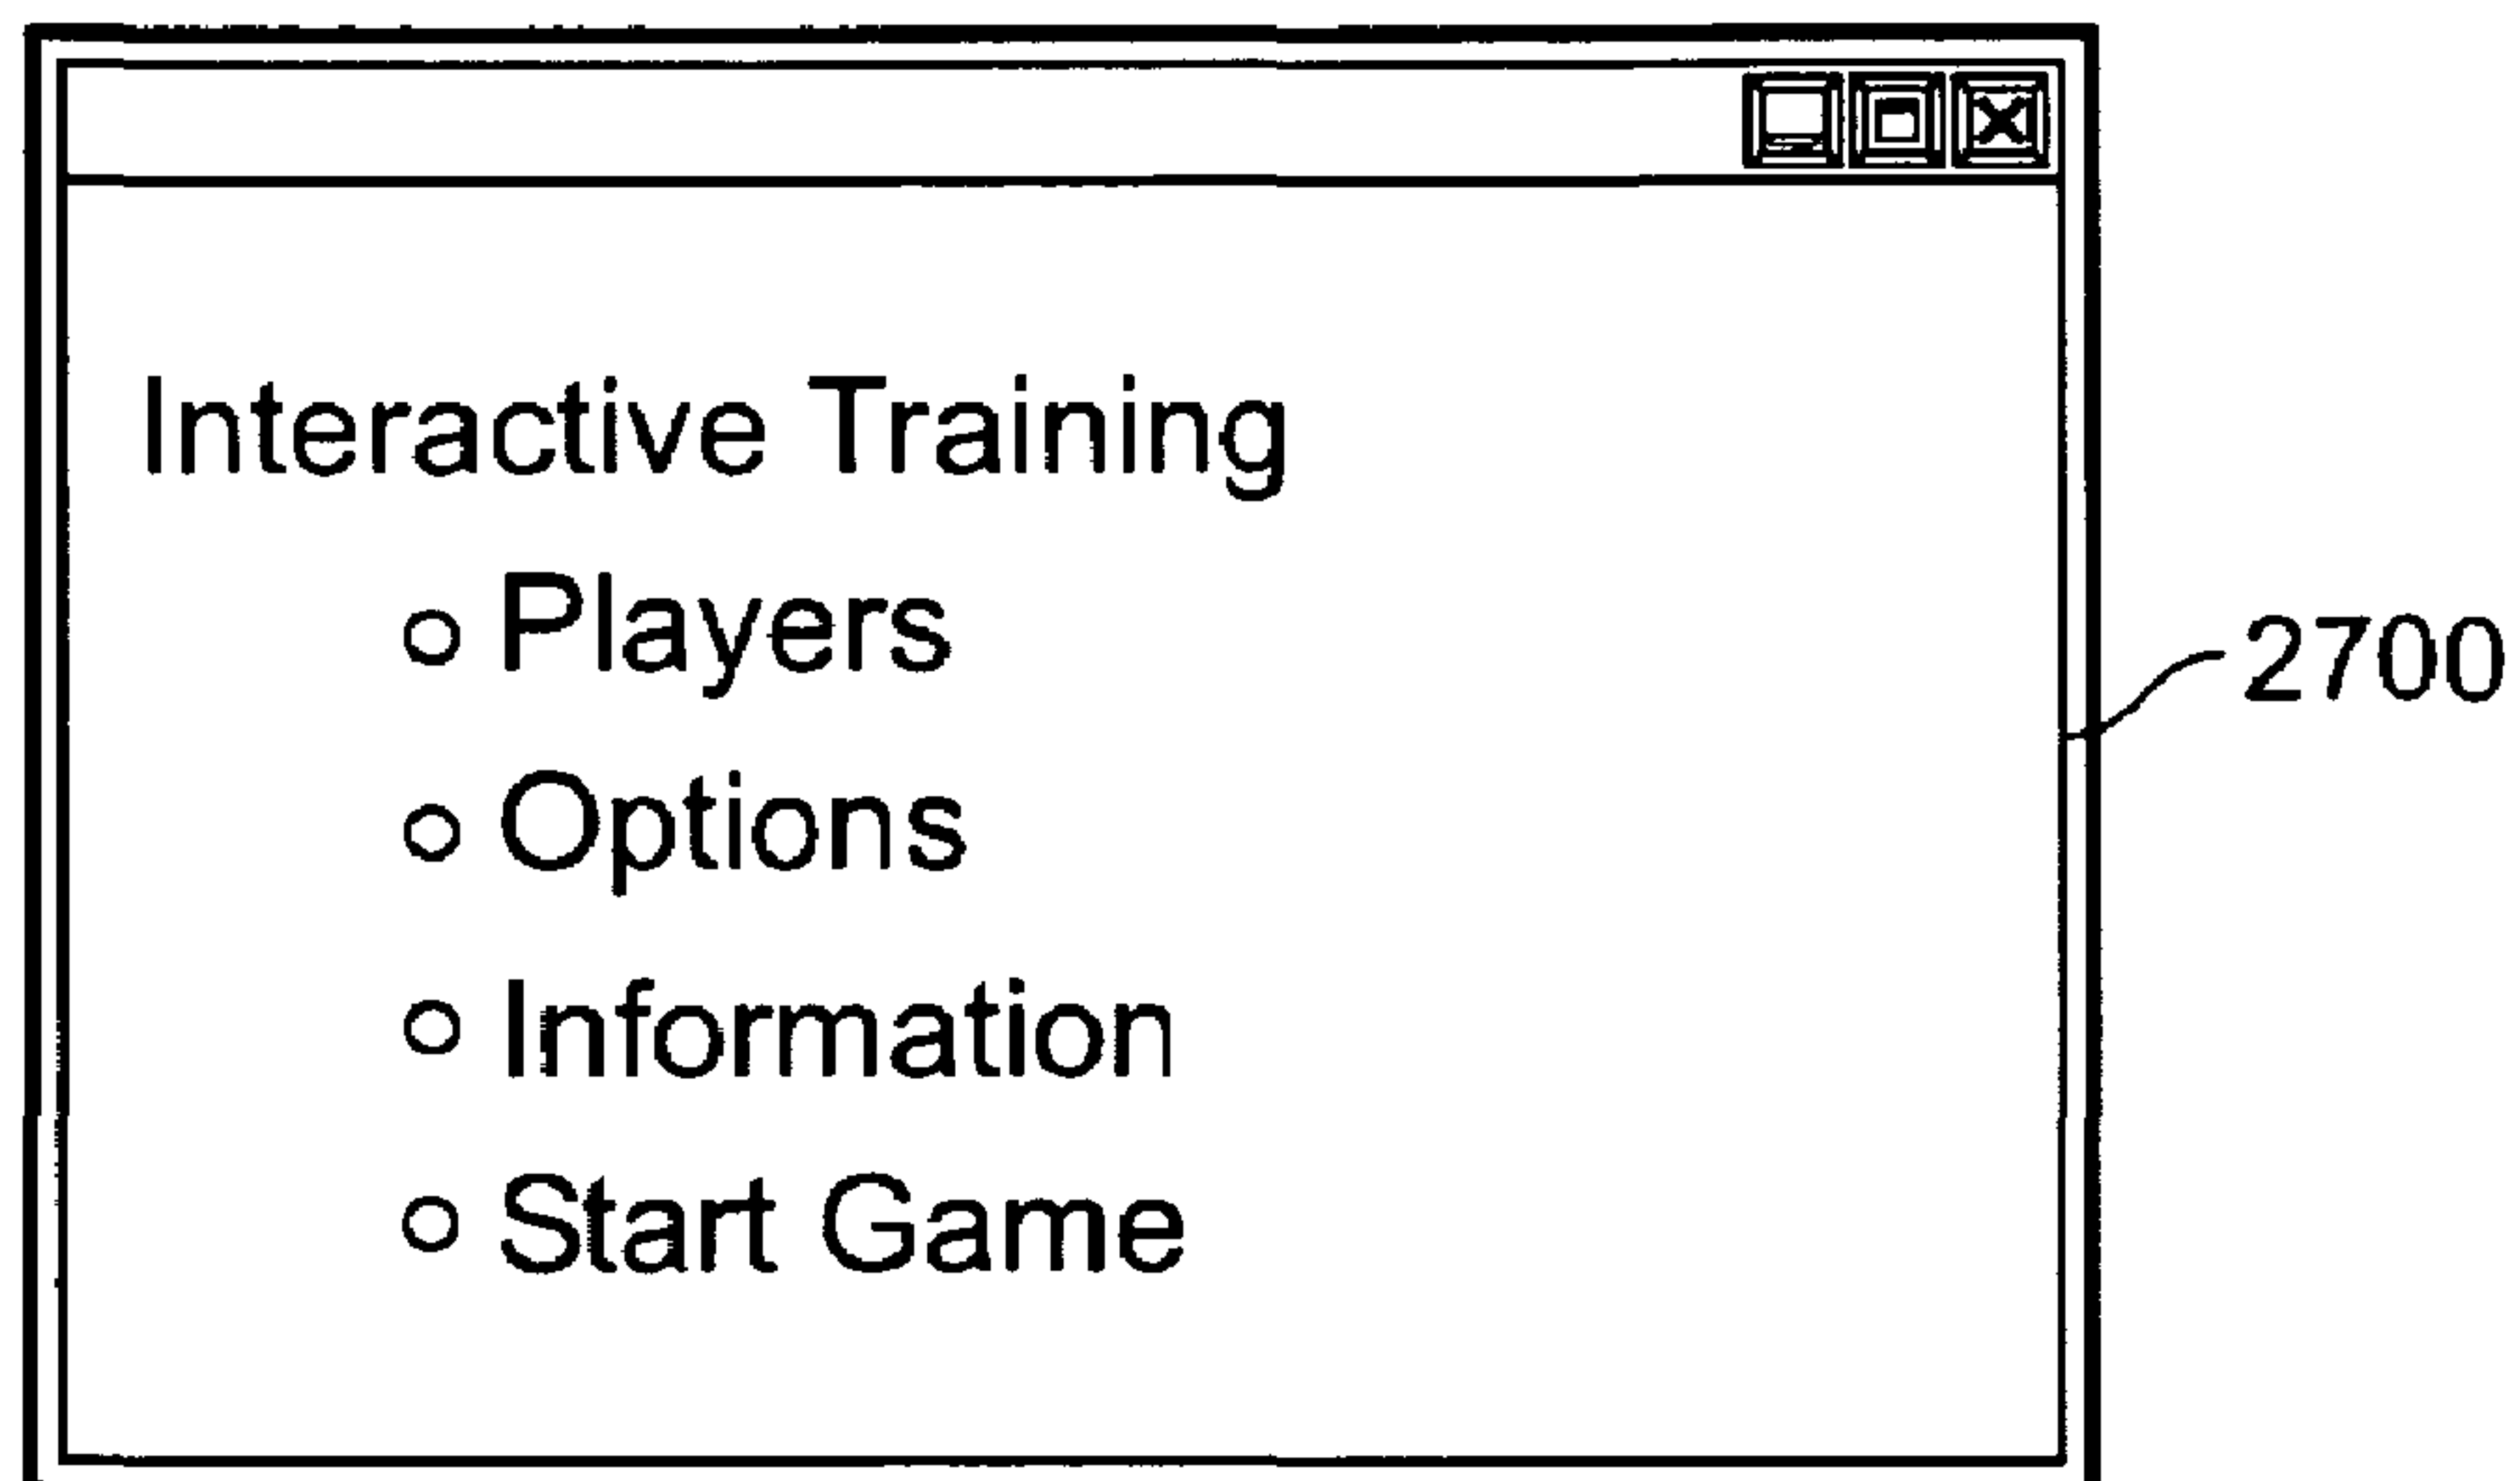 Interactive Training
Players
Options
Information
Start Game
2700